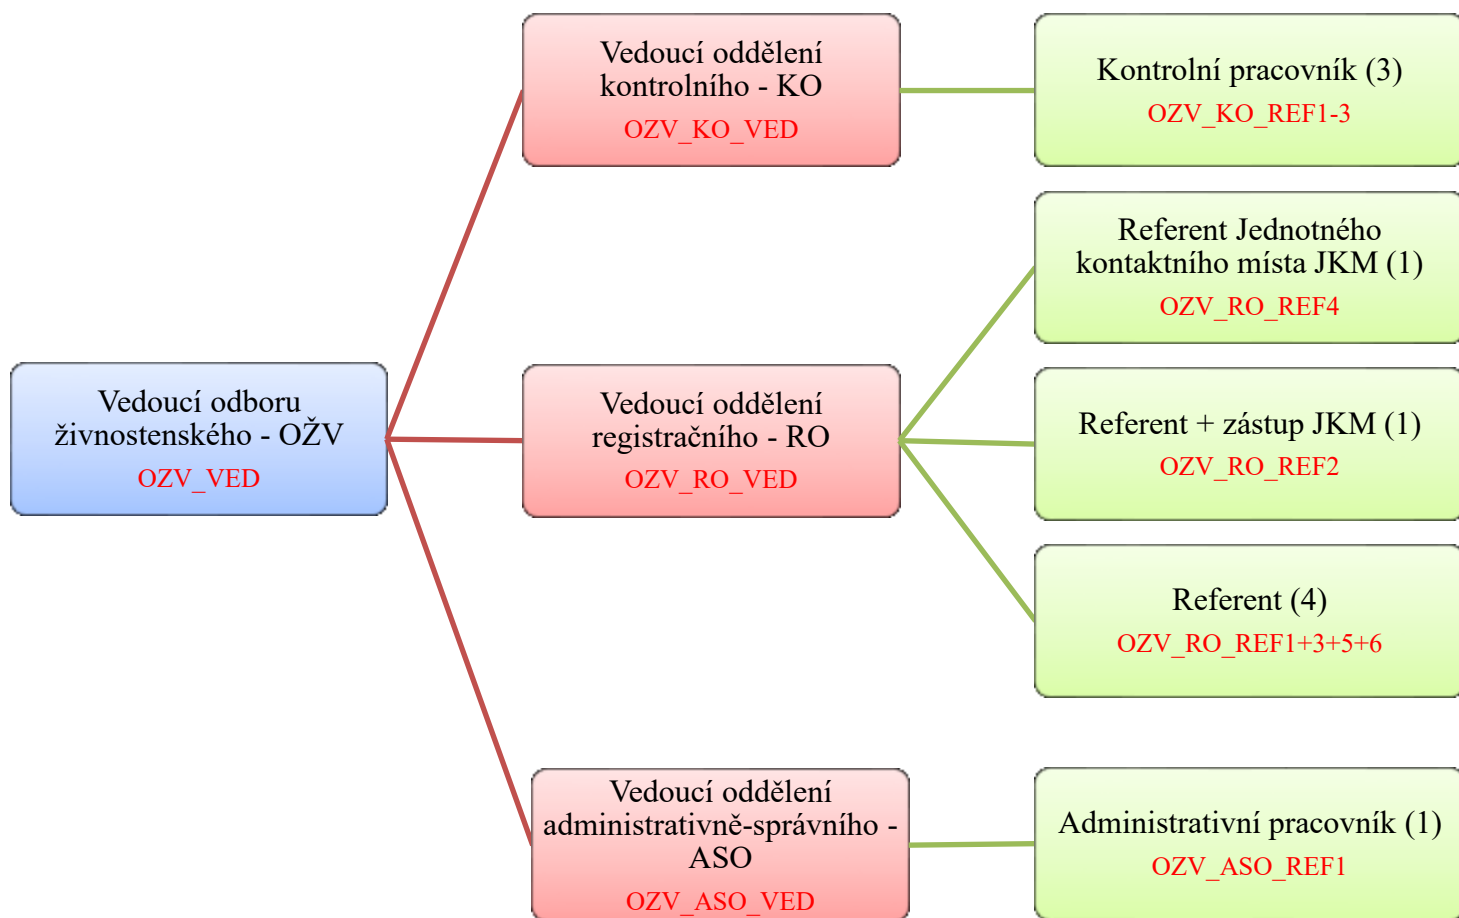 Vedoucí odboru
živnostenského - OŽV
OZV_VED
Vedoucí oddělení
kontrolního - KO
OZV_KO_VED
Kontrolní pracovník (3)
OZV_KO_REF1-3
Vedoucí oddělení
registračního - RO
OZV_RO_VED
Referent Jednotného
kontaktního místa JKM (1)
OZV_RO_REF4
Referent + zástup JKM (1)
OZV_RO_REF2
Referent (4)
OZV_RO_REF1+3+5+6
Vedoucí oddělení
administrativně-správního -
ASO
OZV_ASO_VED
Administrativní pracovník (1)
OZV_ASO_REF1